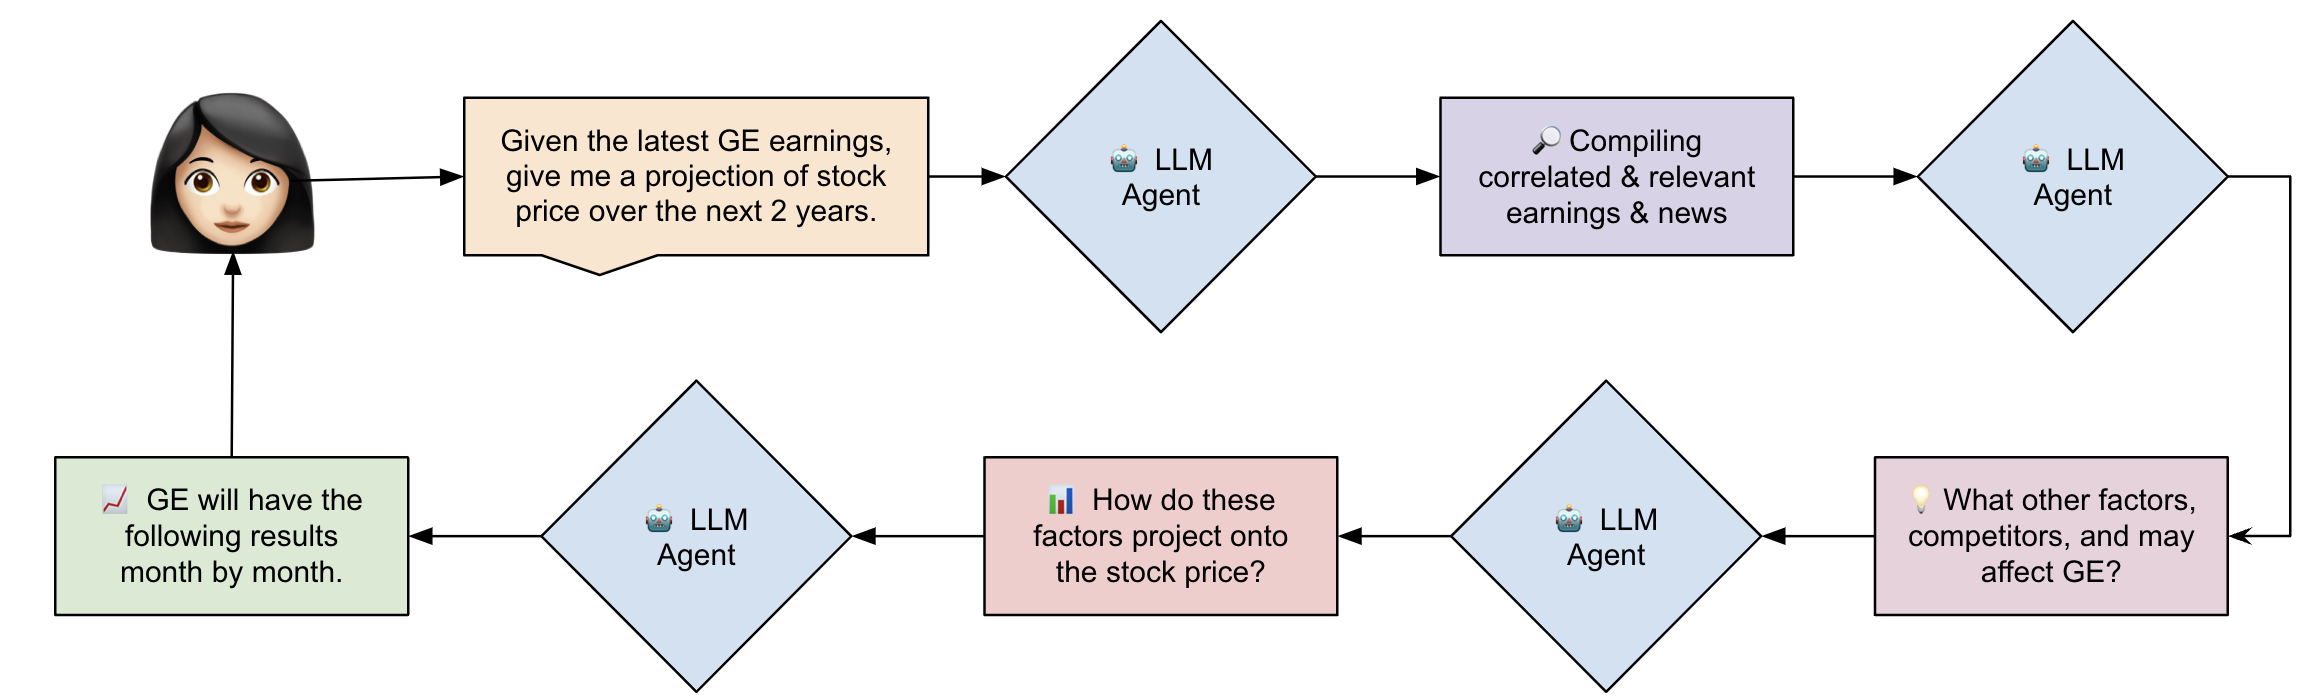 Given the latest GE earnings,
give me a projection of stock
price over the next 2 years.
🤖 LLM
Agent
🔎 Compiling
correlated & relevant
earnings & news
🤖 LLM
Agent
💡 What other factors,
competitors, and may
affect GE?
🤖 LLM
Agent
📊 How do these
factors project onto
the stock price?
🤖 LLM
Agent
📈 GE will have the
following results
month by month.